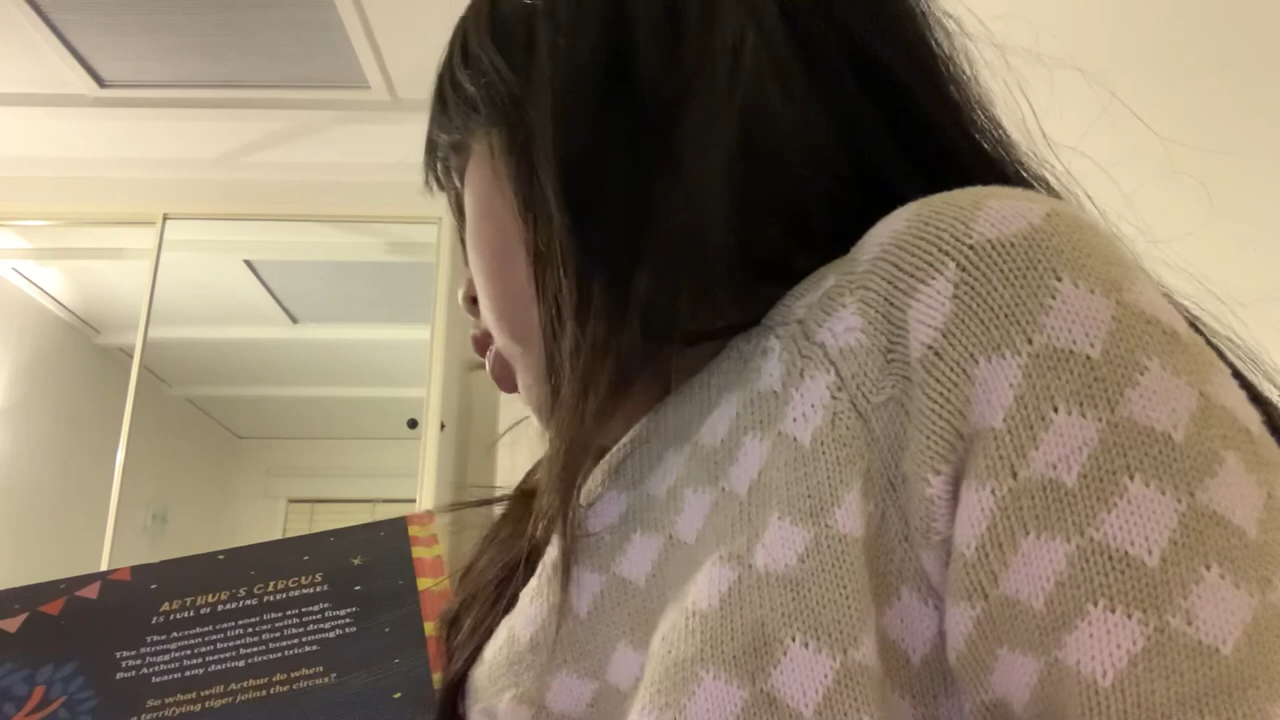 ARTHUR'S CIRCUS
IS FULL OF DARING PERFORMERS.
The Acrobat can soar like an eagle.
The Strongman can lift a car with one finger.
The Jugglers can breathe fire like dragons.
But Arthur has never been brave enough to
learn any daring circus tricks.
So what will Arthur do when
a terrifying tiger joins the circus?